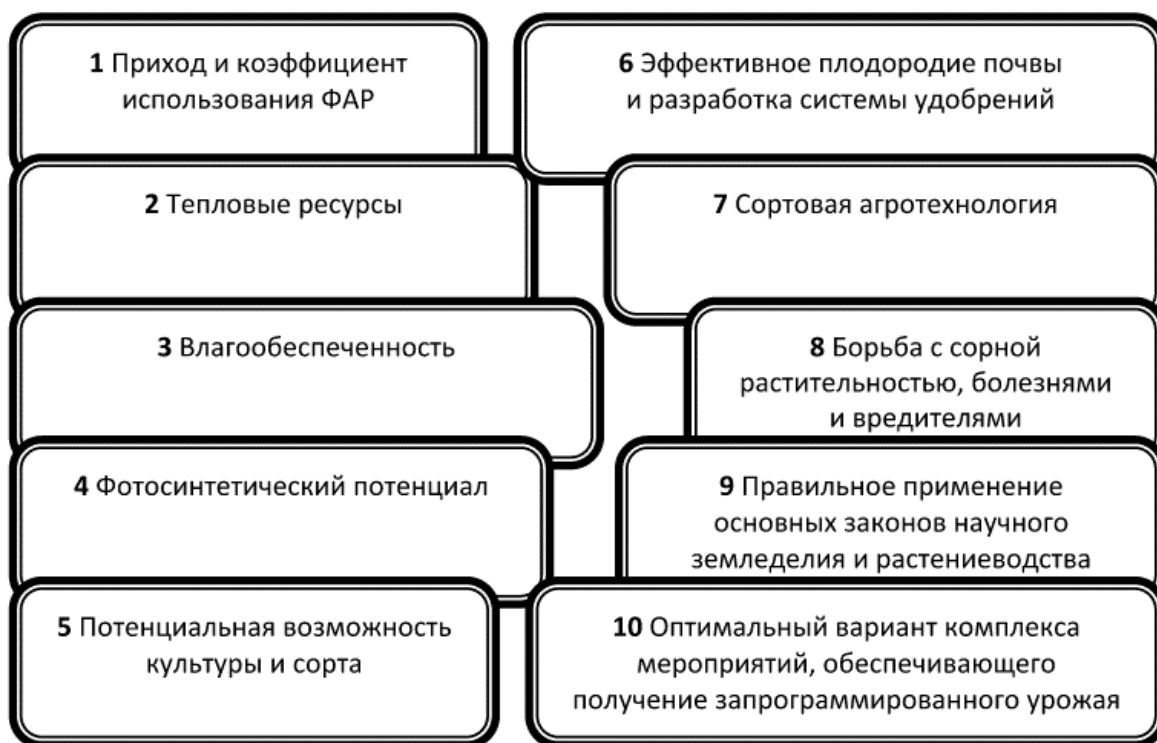 1 Приход и коэффициент
использования ФАР
2 Тепловые ресурсы
3 Влагообеспеченность
4 Фотосинтетический потенциал
5 Потенциальная возможность
культуры и сорта
6 Эффективное плодородие почвы
и разработка системы удобрений
7 Сортовая агротехнология
8 Борьба с сорной
растительностью, болезнями
и вредителями
9 Правильное применение
основных законов научного
земледелия и растениеводства
10 Оптимальный вариант комплекса
мероприятий, обеспечивающего
получение запрограммированного урожая